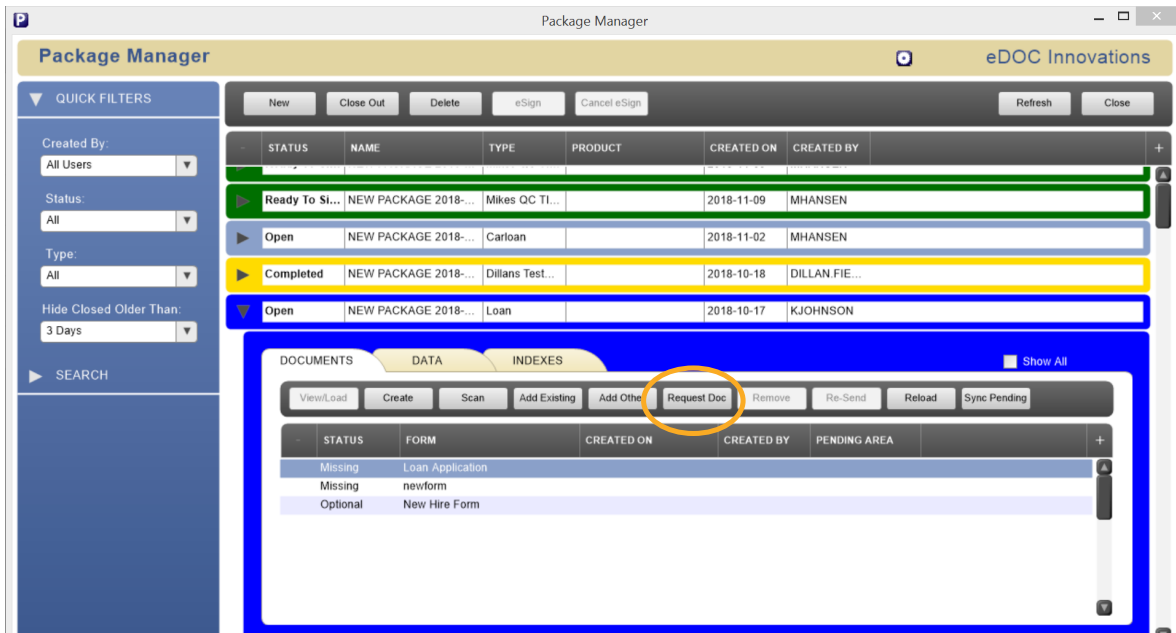 Package Manager
Package Manager
eDOC Innovations
QUICK FILTERS
Created By:
All Users
Status:
All
Type:
All
Hide Closed Older Than:
3 Days
SEARCH
New Close Out Delete eSign Cancel eSign Refresh Close
- STATUS NAME TYPE PRODUCT CREATED ON CREATED BY +
Ready To Si... NEW PACKAGE 2018-... Mikes QC TI... 2018-11-09 MHANSEN
Open NEW PACKAGE 2018-... Carloan 2018-11-02 MHANSEN
Completed NEW PACKAGE 2018-... Dillans Test... 2018-10-18 DILLAN.FIE...
Open NEW PACKAGE 2018-... Loan 2018-10-17 KJOHNSON
DOCUMENTS DATA INDEXES Show All
View/Load Create Scan Add Existing Add Othe Request Doc Remove Re-Send Reload Sync Pending
- STATUS FORM CREATED ON CREATED BY PENDING AREA +
Missing Loan Application
Missing newform
Optional New Hire Form